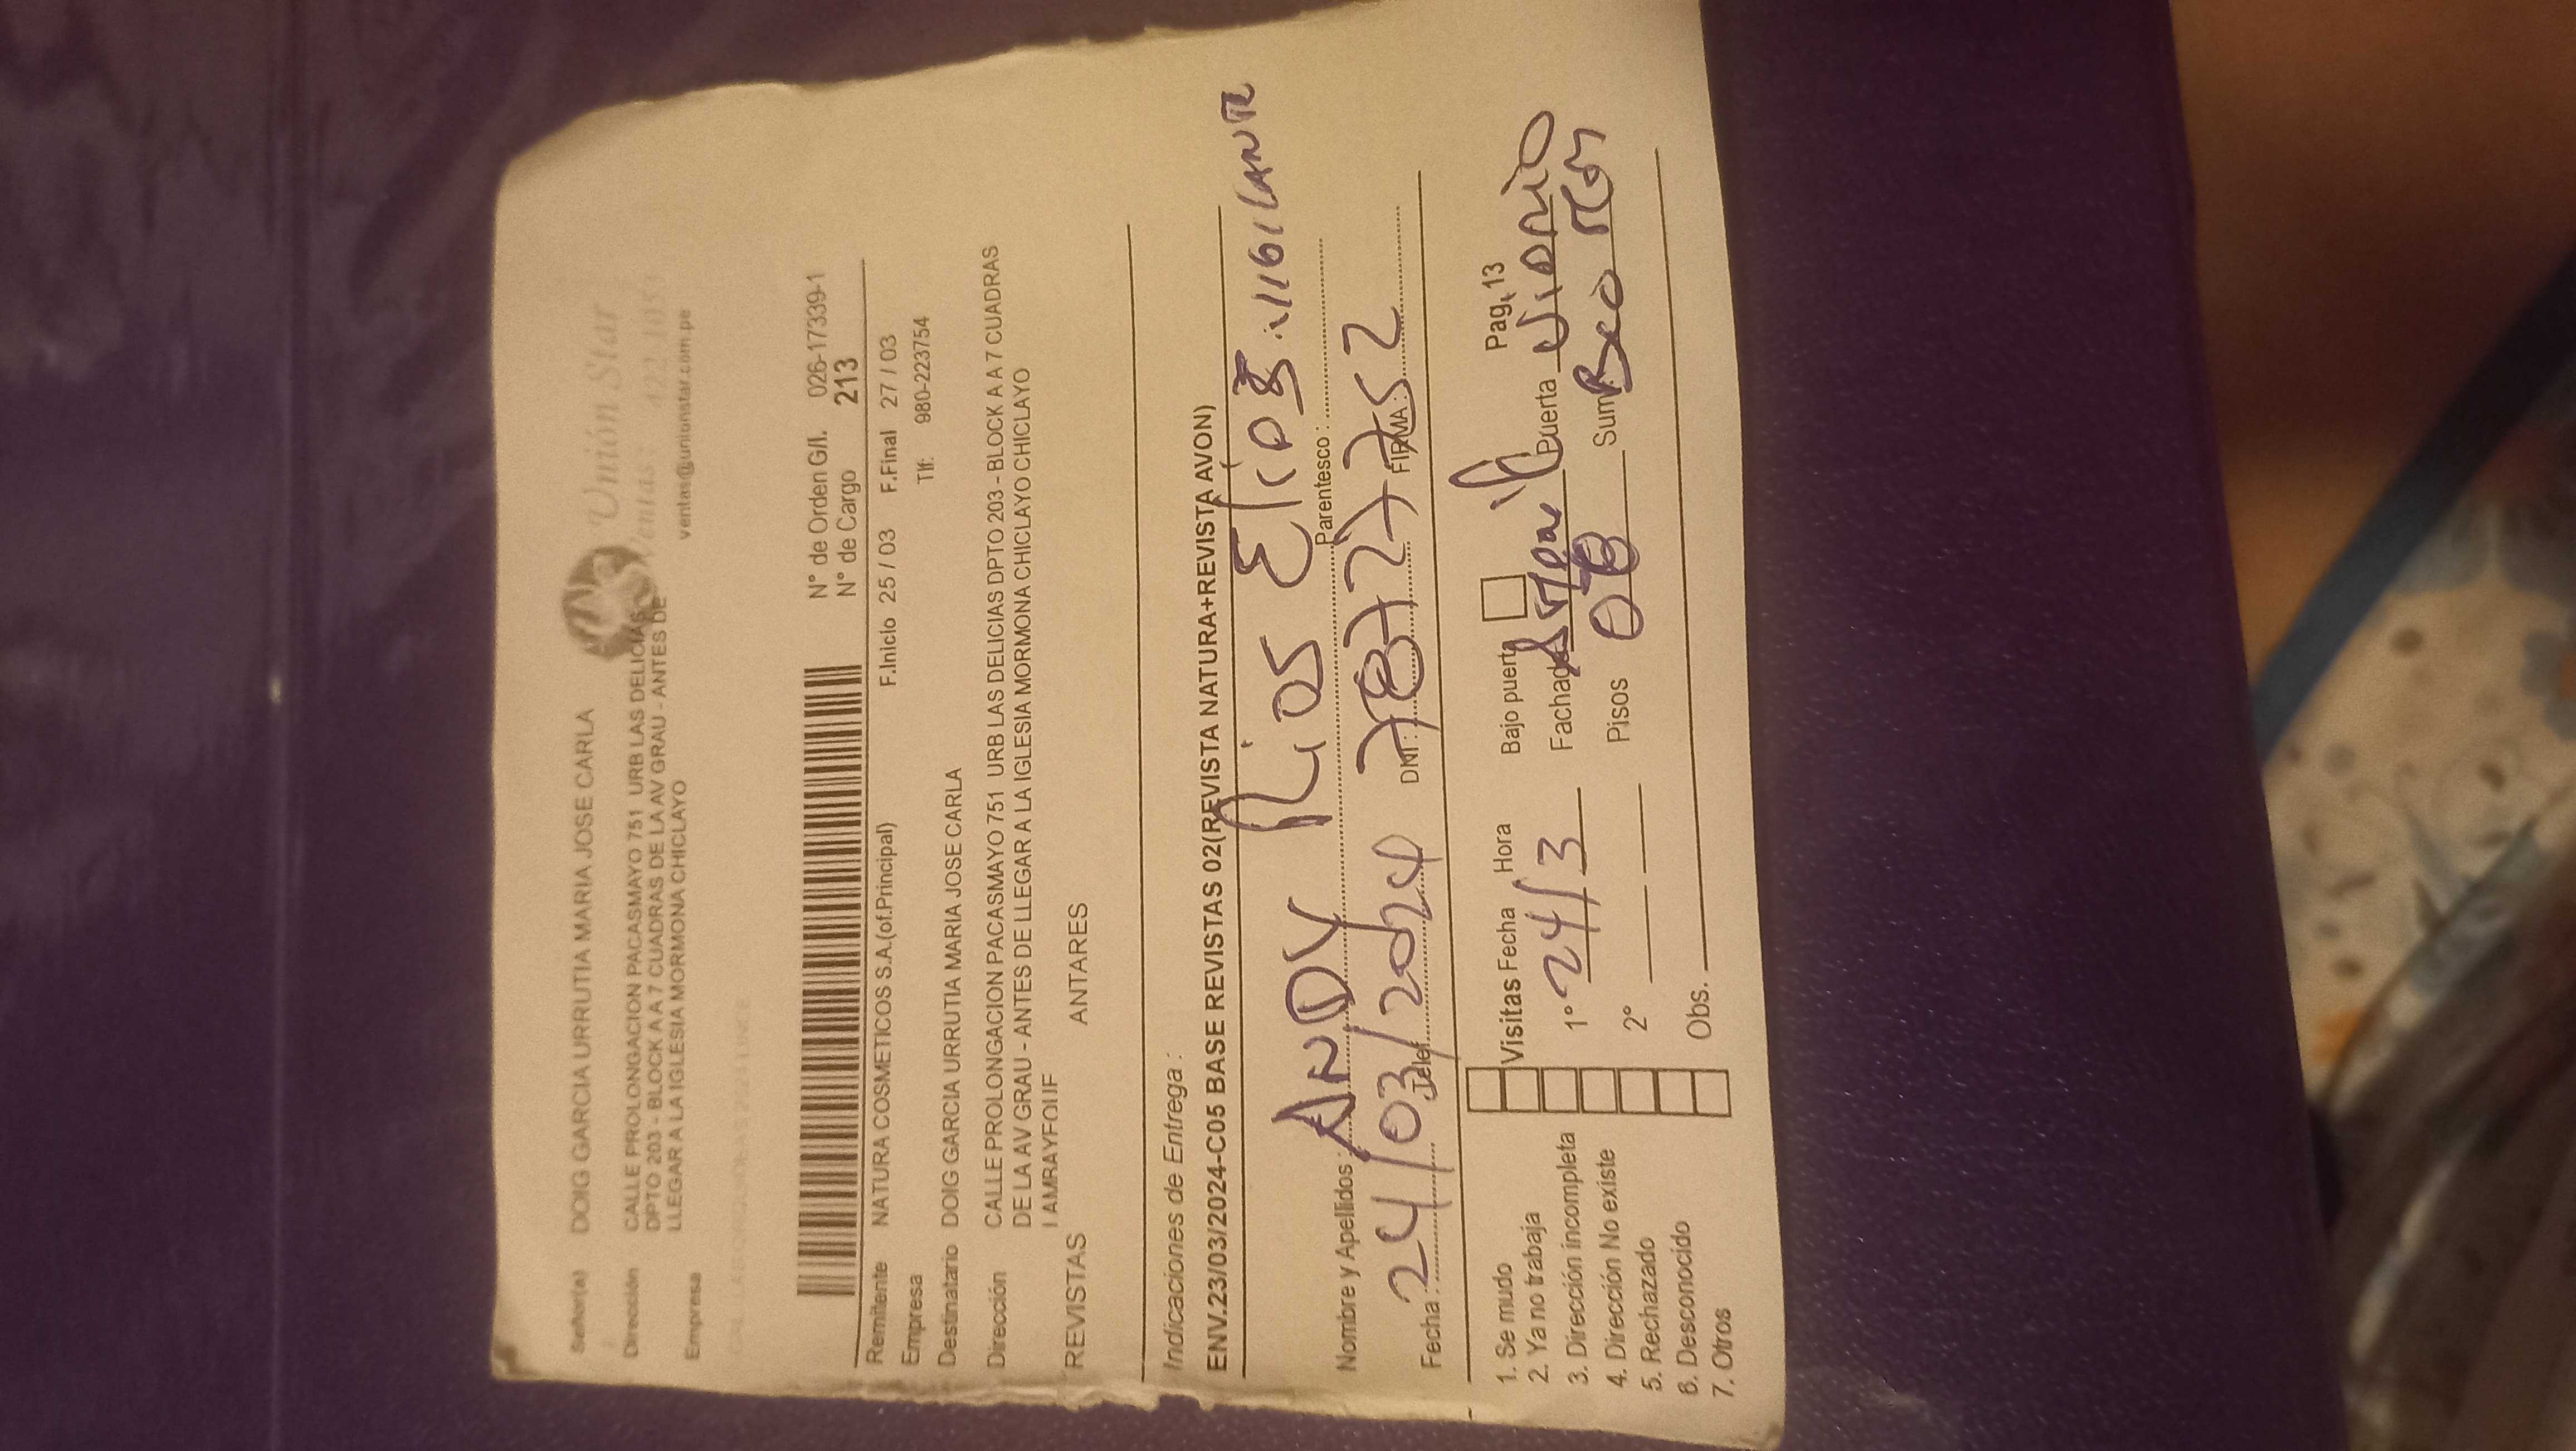 Unión Star
Ventas:
ventas@unionstar.com.pe
Señor(a) DOIG GARCIA URRUTIA MARIA JOSE CARLA
Dirección CALLE PROLONGACION PACASMAYO 751 URB LAS DELICIAS
DPTO 203 - BLOCK A A 7 CUADRAS DE LA AV GRAU - ANTES DE
LLEGAR A LA IGLESIA MORMONA CHICLAYO
Empresa
N° de Orden G/I. 026-17339-1
N° de Cargo 213
Remitente NATURA COSMETICOS S.A.(of.Principal) F.Inicio 25 / 03 F.Final 27 / 03
Empresa Tlf: 980-223754
Destinatario DOIG GARCIA URRUTIA MARIA JOSE CARLA
Dirección CALLE PROLONGACION PACASMAYO 751 URB LAS DELICIAS DPTO 203 - BLOCK A A 7 CUADRAS
DE LA AV GRAU - ANTES DE LLEGAR A LA IGLESIA MORMONA CHICLAYO CHICLAYO
REVISTAS ANTARES
Indicaciones de Entrega :
ENV.23/03/2024-C05 BASE REVISTAS 02(REVISTA NATURA+REVISTA AVON)
Nombre y Apellidos : ANDY Rios Parentesco :
Fecha : 24/03/2024 Telef. DNI : FIRMA :
Pag. 13
1. Se mudo
2. Ya no trabaja
3. Dirección incompleta
4. Dirección No existe
5. Rechazado
6. Desconocido
7. Otros
Visitas Fecha Hora
1° 24/3
2°
Obs.
Bajo puerta
Fachada Puerta
Pisos Sum